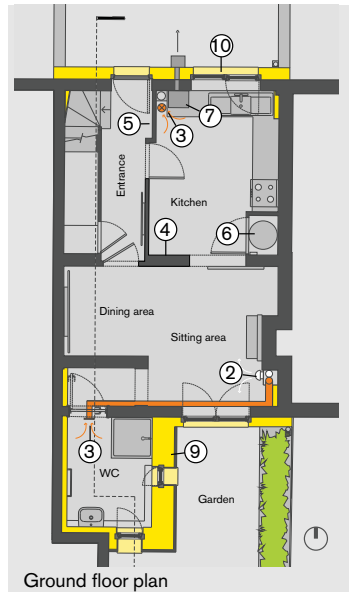 10
5
3
7
Entrance
Kitchen
4
6
Dining area
Sitting area
2
3
9
WC
Garden
Ground floor plan